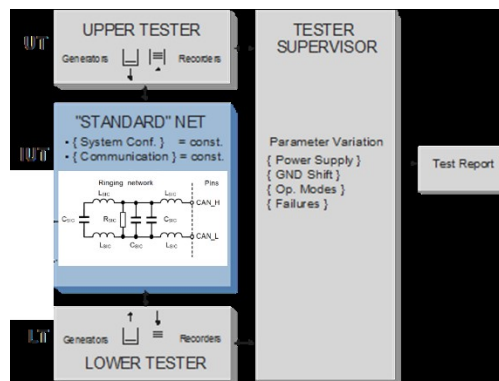 UT
UPPER TESTER
Generators
Recorders
IUT
"STANDARD" NET
• { System Conf. } = const.
• { Communication } = const.
Ringing network
Pins
CAN_H
CAN_L
LT
Generators
Recorders
LOWER TESTER
TESTER
SUPERVISOR
Parameter Variation
{ Power Supply }
{ GND Shift }
{ Op. Modes }
{ Failures }
Test Report